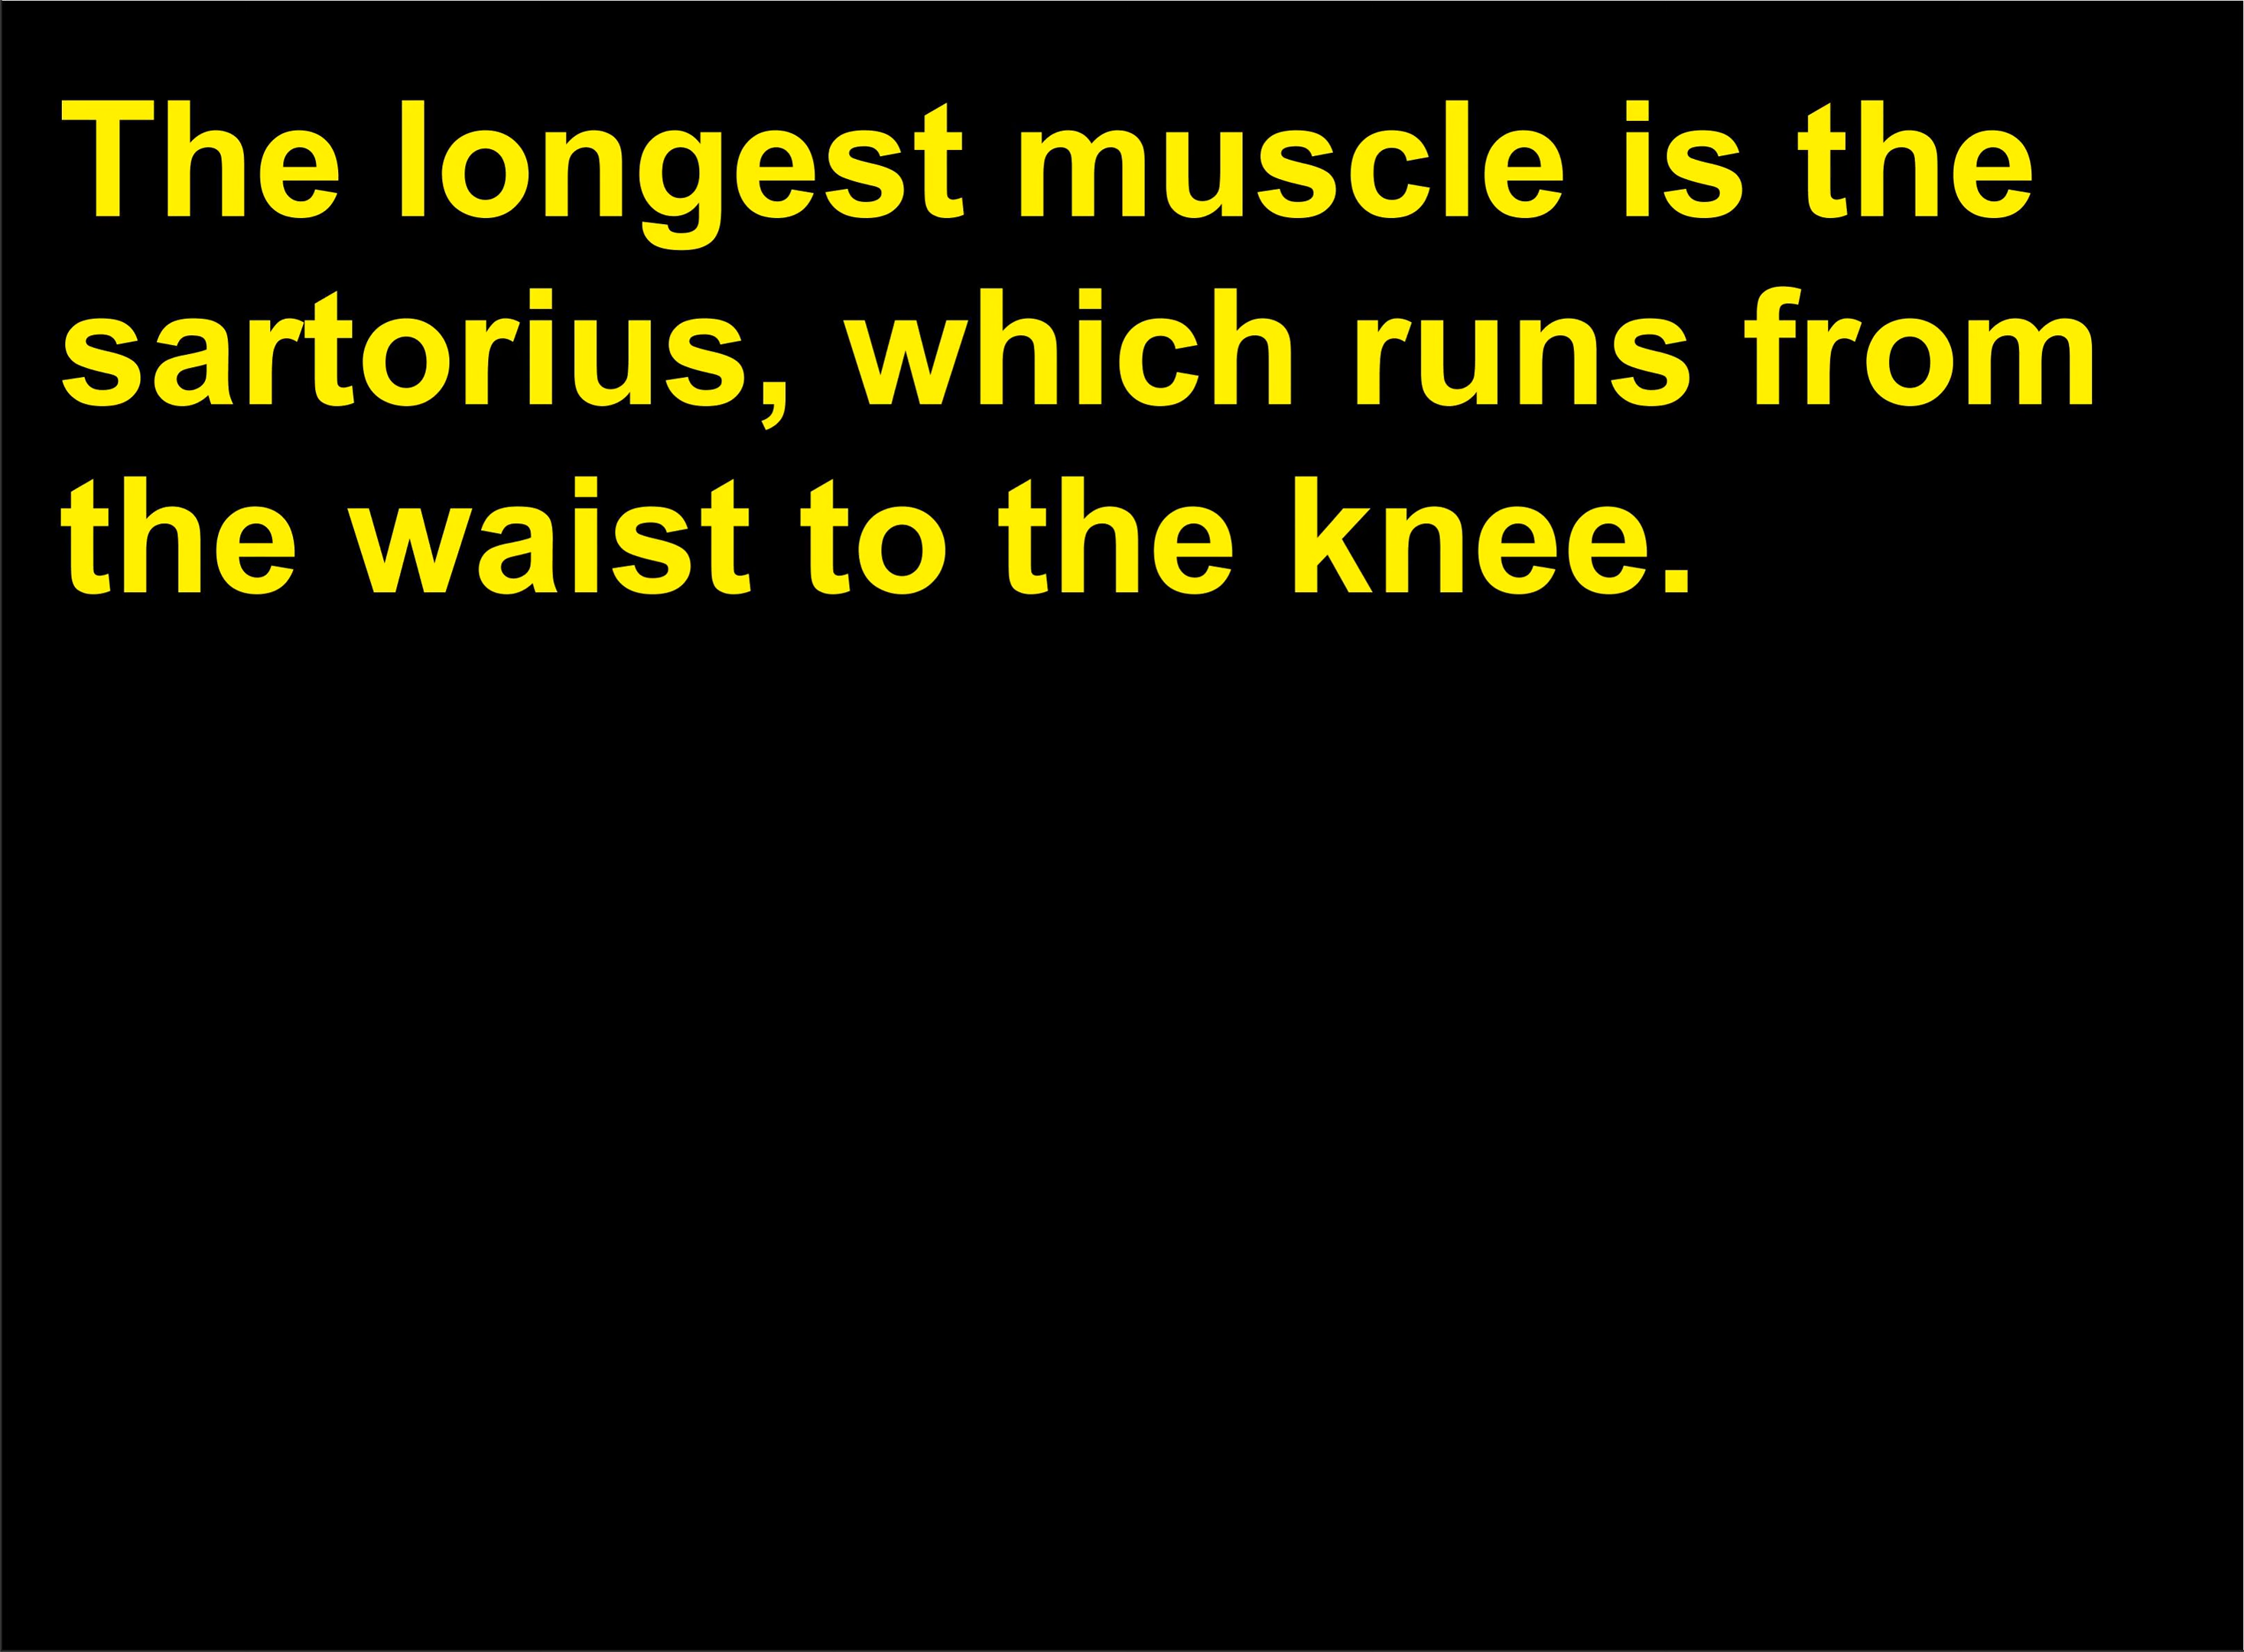 The longest muscle is the
sartorius, which runs from
the waist to the knee.